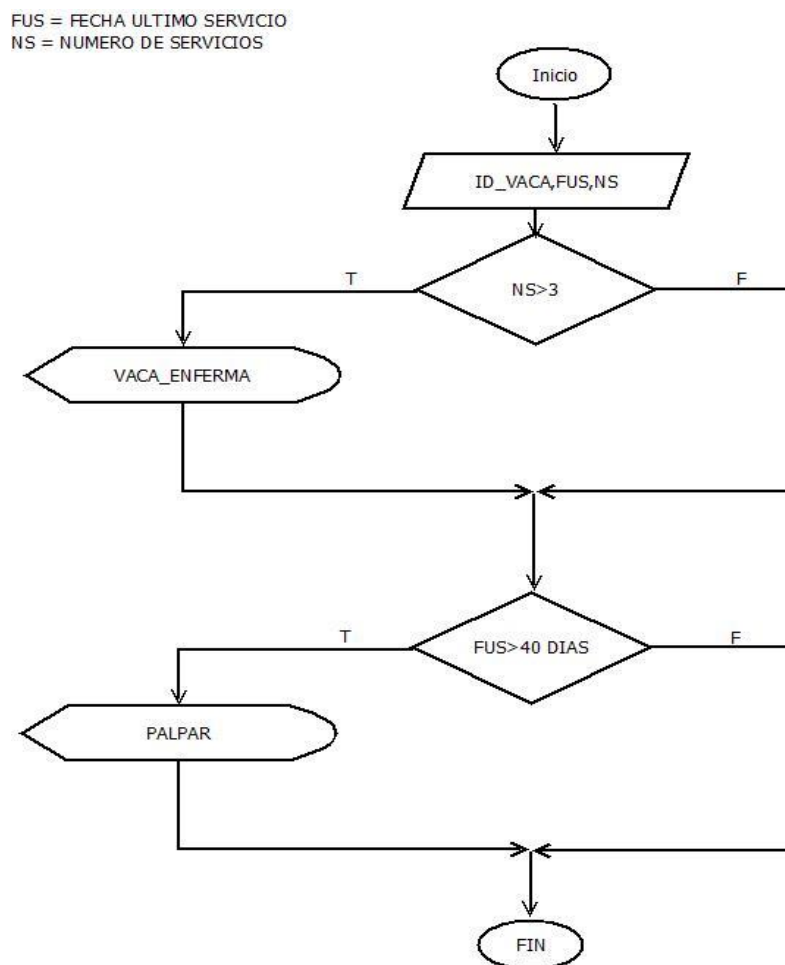 FUS = FECHA ULTIMO SERVICIO
NS = NUMERO DE SERVICIOS
Inicio
ID_VACA,FUS,NS
T
NS>3
F
VACA_ENFERMA
T
FUS>40 DIAS
F
PALPAR
FIN